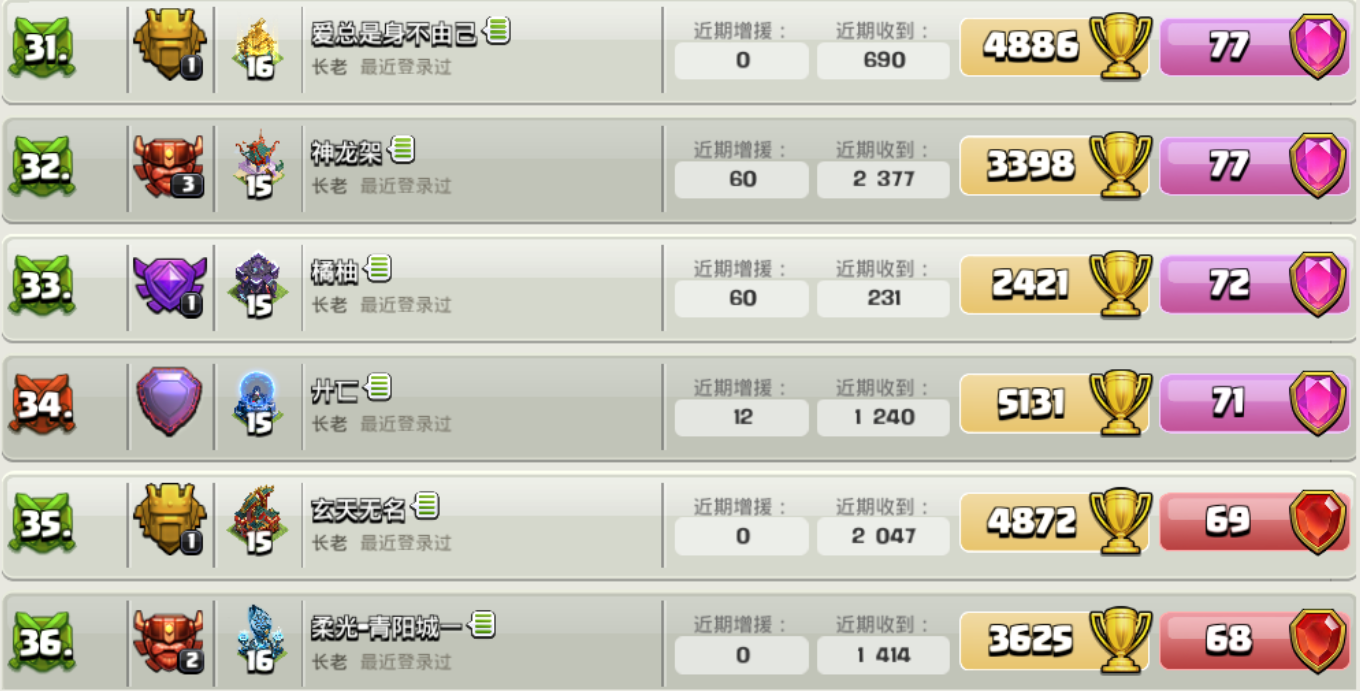 31.
1
16
爱总是身不由己
长老 最近登录过
近期增援: 近期收到:
0 690
4886
77
32.
3
15
神龙架
长老 最近登录过
近期增援: 近期收到:
60 2 377
3398
77
33.
1
15
橘柚
长老 最近登录过
近期增援: 近期收到:
60 231
2421
72
34.
15
廾匸
长老 最近登录过
近期增援: 近期收到:
12 1 240
5131
71
35.
1
15
玄天无名
长老 最近登录过
近期增援: 近期收到:
0 2 047
4872
69
36.
2
16
柔光-青阳城一
长老 最近登录过
近期增援: 近期收到:
0 1 414
3625
68